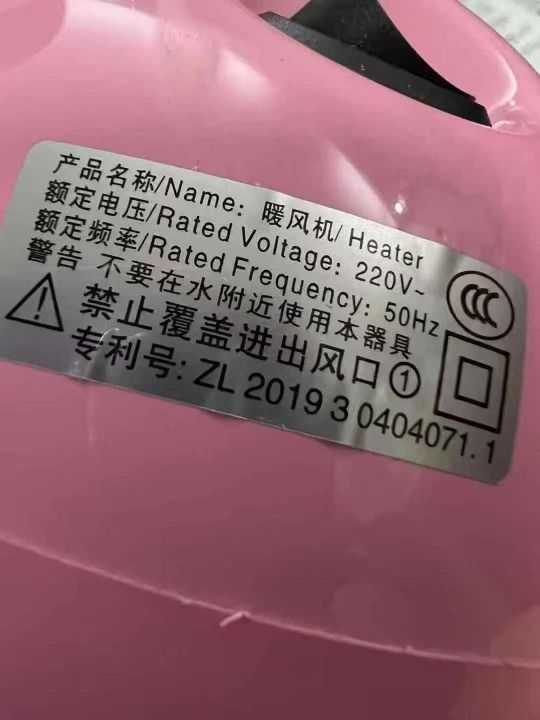 产品名称/Name: 暖风机/ Heater
额定电压/Rated Voltage: 220V~
额定频率/Rated Frequency: 50Hz
警告 不要在水附近使用本器具
禁止覆盖进出风口①
专利号: ZL 2019 3 0404071. 1
CCC